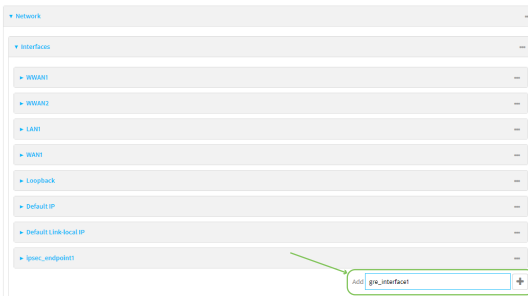 Network
Interfaces
WWAN1
WWAN2
LAN1
WAN1
Loopback
Default IP
Default Link-local IP
ipsec_endpoint1
Add gre_interface1